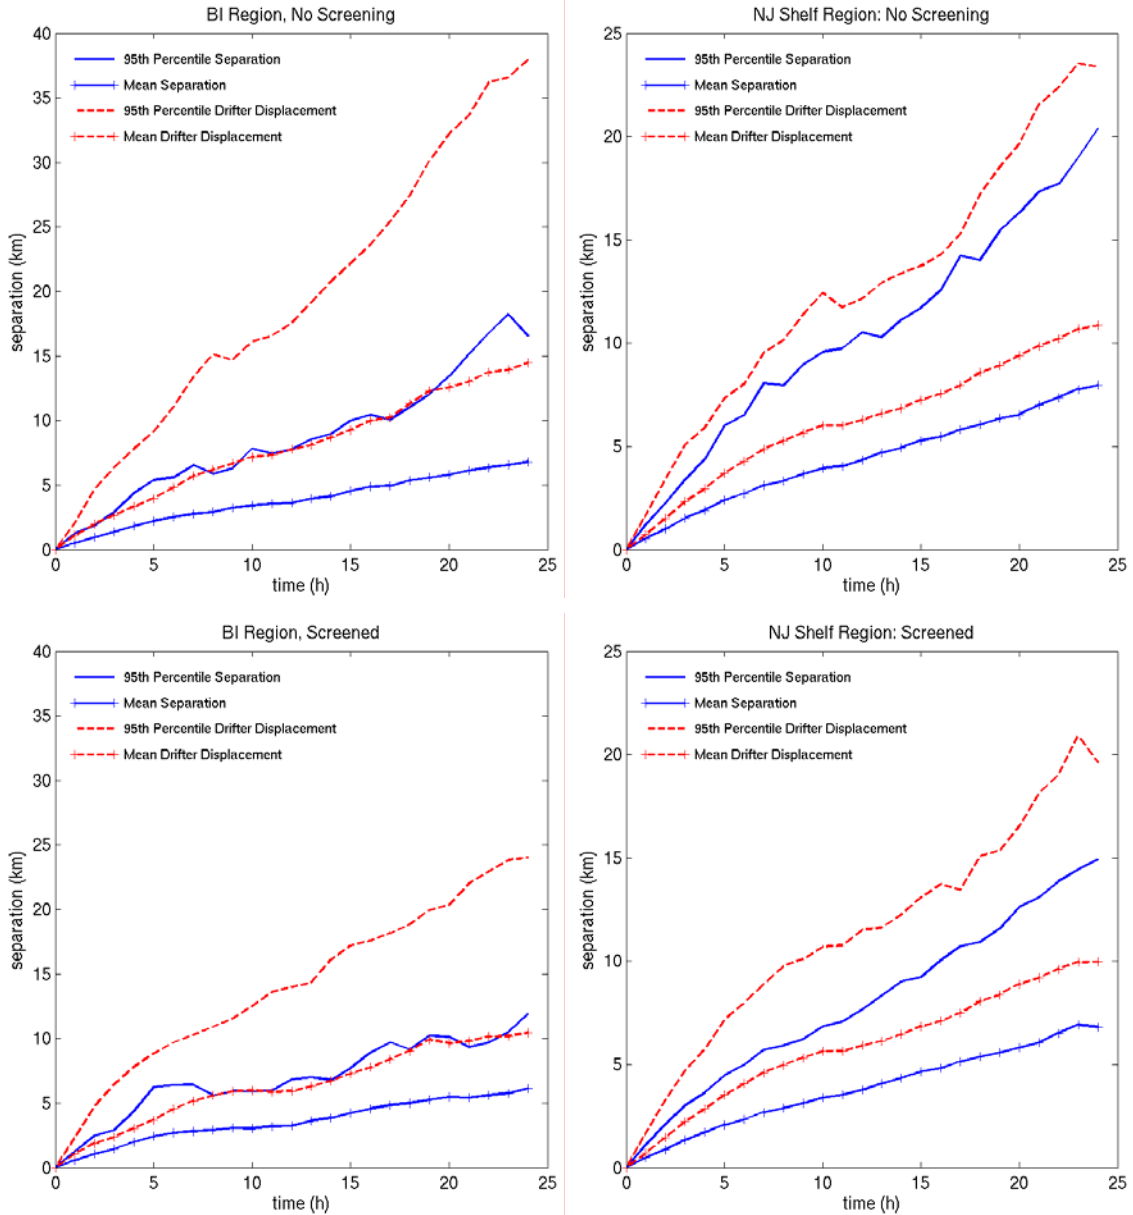 BI Region, No Screening
40
35
30
25
20
15
10
5
0
separation (km)
95th Percentile Separation
Mean Separation
95th Percentile Drifter Displacement
Mean Drifter Displacement
0 5 10 15 20 25
time (h)
NJ Shelf Region: No Screening
25
20
15
10
5
0
separation (km)
95th Percentile Separation
Mean Separation
95th Percentile Drifter Displacement
Mean Drifter Displacement
0 5 10 15 20 25
time (h)
BI Region, Screened
40
35
30
25
20
15
10
5
0
separation (km)
95th Percentile Separation
Mean Separation
95th Percentile Drifter Displacement
Mean Drifter Displacement
0 5 10 15 20 25
time (h)
NJ Shelf Region: Screened
25
20
15
10
5
0
separation (km)
95th Percentile Separation
Mean Separation
95th Percentile Drifter Displacement
Mean Drifter Displacement
0 5 10 15 20 25
time (h)